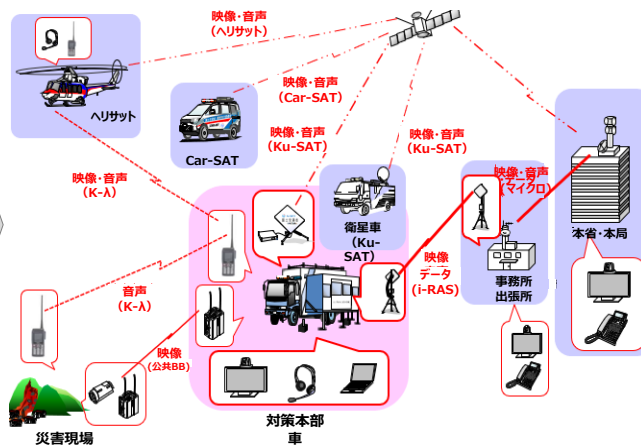 映像・音声
（ヘリサット）
ヘリサット
映像・音声
（Car-SAT）
Car-SAT
映像・音声
（Ku-SAT）
映像・音声
（Ku-SAT）
衛星車
（Ku-
SAT）
映像・音声
データ
（マイクロ）
本省・本局
映像・音声
（K-λ）
映像
データ
（i-RAS）
事務所
出張所
音声
（K-λ）
映像
（公共BB）
災害現場
対策本部
車